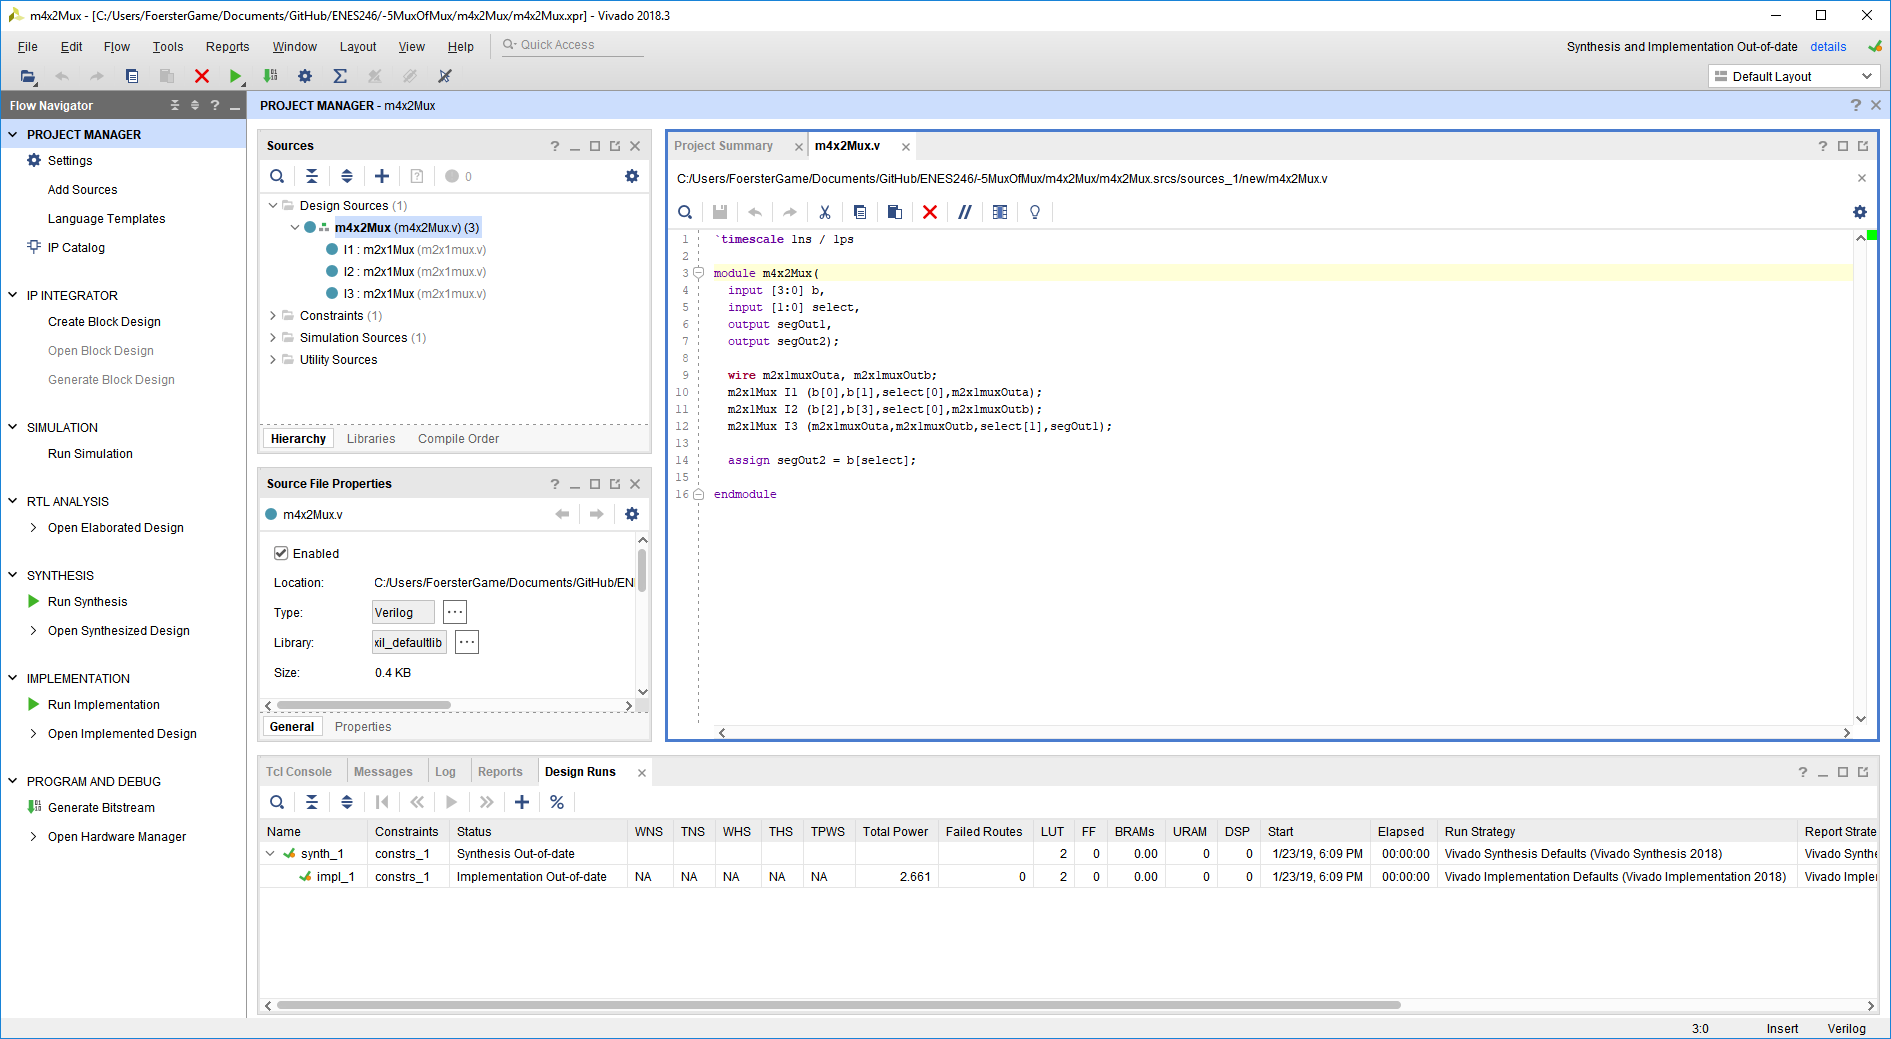 m4x2Mux - [C:/Users/FoersterGame/Documents/GitHub/ENES246/-5MuxOfMux/m4x2Mux/m4x2Mux.xpr] - Vivado 2018.3
File Edit Flow Tools Reports Window Layout View Help Quick Access
Synthesis and Implementation Out-of-date details
Default Layout
Flow Navigator
PROJECT MANAGER
Settings
Add Sources
Language Templates
IP Catalog
IP INTEGRATOR
Create Block Design
Open Block Design
Generate Block Design
SIMULATION
Run Simulation
RTL ANALYSIS
Open Elaborated Design
SYNTHESIS
Run Synthesis
Open Synthesized Design
IMPLEMENTATION
Run Implementation
Open Implemented Design
PROGRAM AND DEBUG
Generate Bitstream
Open Hardware Manager
PROJECT MANAGER - m4x2Mux
Sources
0
Design Sources (1)
m4x2Mux (m4x2Mux.v) (3)
I1 : m2x1Mux (m2x1mux.v)
I2 : m2x1Mux (m2x1mux.v)
I3 : m2x1Mux (m2x1mux.v)
Constraints (1)
Simulation Sources (1)
Utility Sources
Hierarchy Libraries Compile Order
Source File Properties
m4x2Mux.v
Enabled
Location: C:/Users/FoersterGame/Documents/GitHub/EN
Type: Verilog
Library: xil_defaultlib
Size: 0.4 KB
General Properties
Project Summary m4x2Mux.v
C:/Users/FoersterGame/Documents/GitHub/ENES246/-5MuxOfMux/m4x2Mux/m4x2Mux.srcs/sources_1/new/m4x2Mux.v
1 `timescale 1ns / 1ps
2
3 module m4x2Mux(
4 input [3:0] b,
5 input [1:0] select,
6 output segOut1,
7 output segOut2);
8
9 wire m2x1muxOuta, m2x1muxOutb;
10 m2x1Mux I1 (b[0],b[1],select[0],m2x1muxOuta);
11 m2x1Mux I2 (b[2],b[3],select[0],m2x1muxOutb);
12 m2x1Mux I3 (m2x1muxOuta,m2x1muxOutb,select[1],segOut1);
13
14 assign segOut2 = b[select];
15
16 endmodule
Tcl Console Messages Log Reports Design Runs
Name Constraints Status WNS TNS WHS THS TPWS Total Power Failed Routes LUT FF BRAMs URAM DSP Start Elapsed Run Strategy Report Strate
synth_1 constrs_1 Synthesis Out-of-date 2 0 0.00 0 0 1/23/19, 6:09 PM 00:00:00 Vivado Synthesis Defaults (Vivado Synthesis 2018) Vivado Synthe
impl_1 constrs_1 Implementation Out-of-date NA NA NA NA NA 2.661 0 2 0 0.00 0 0 1/23/19, 6:09 PM 00:00:00 Vivado Implementation Defaults (Vivado Implementation 2018) Vivado Imple
3:0 Insert Verilog